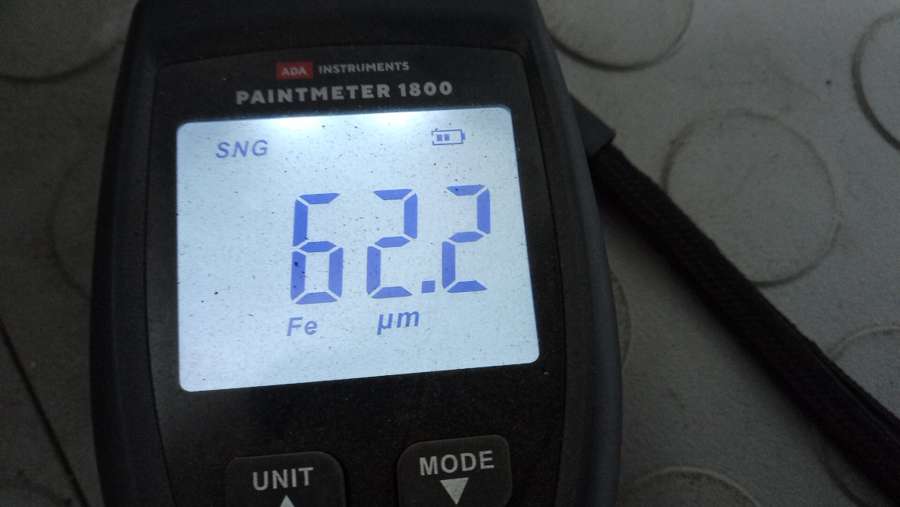 ADA INSTRUMENTS
PAINTMETER 1800
SNG
62.2
Fe µm
UNIT MODE